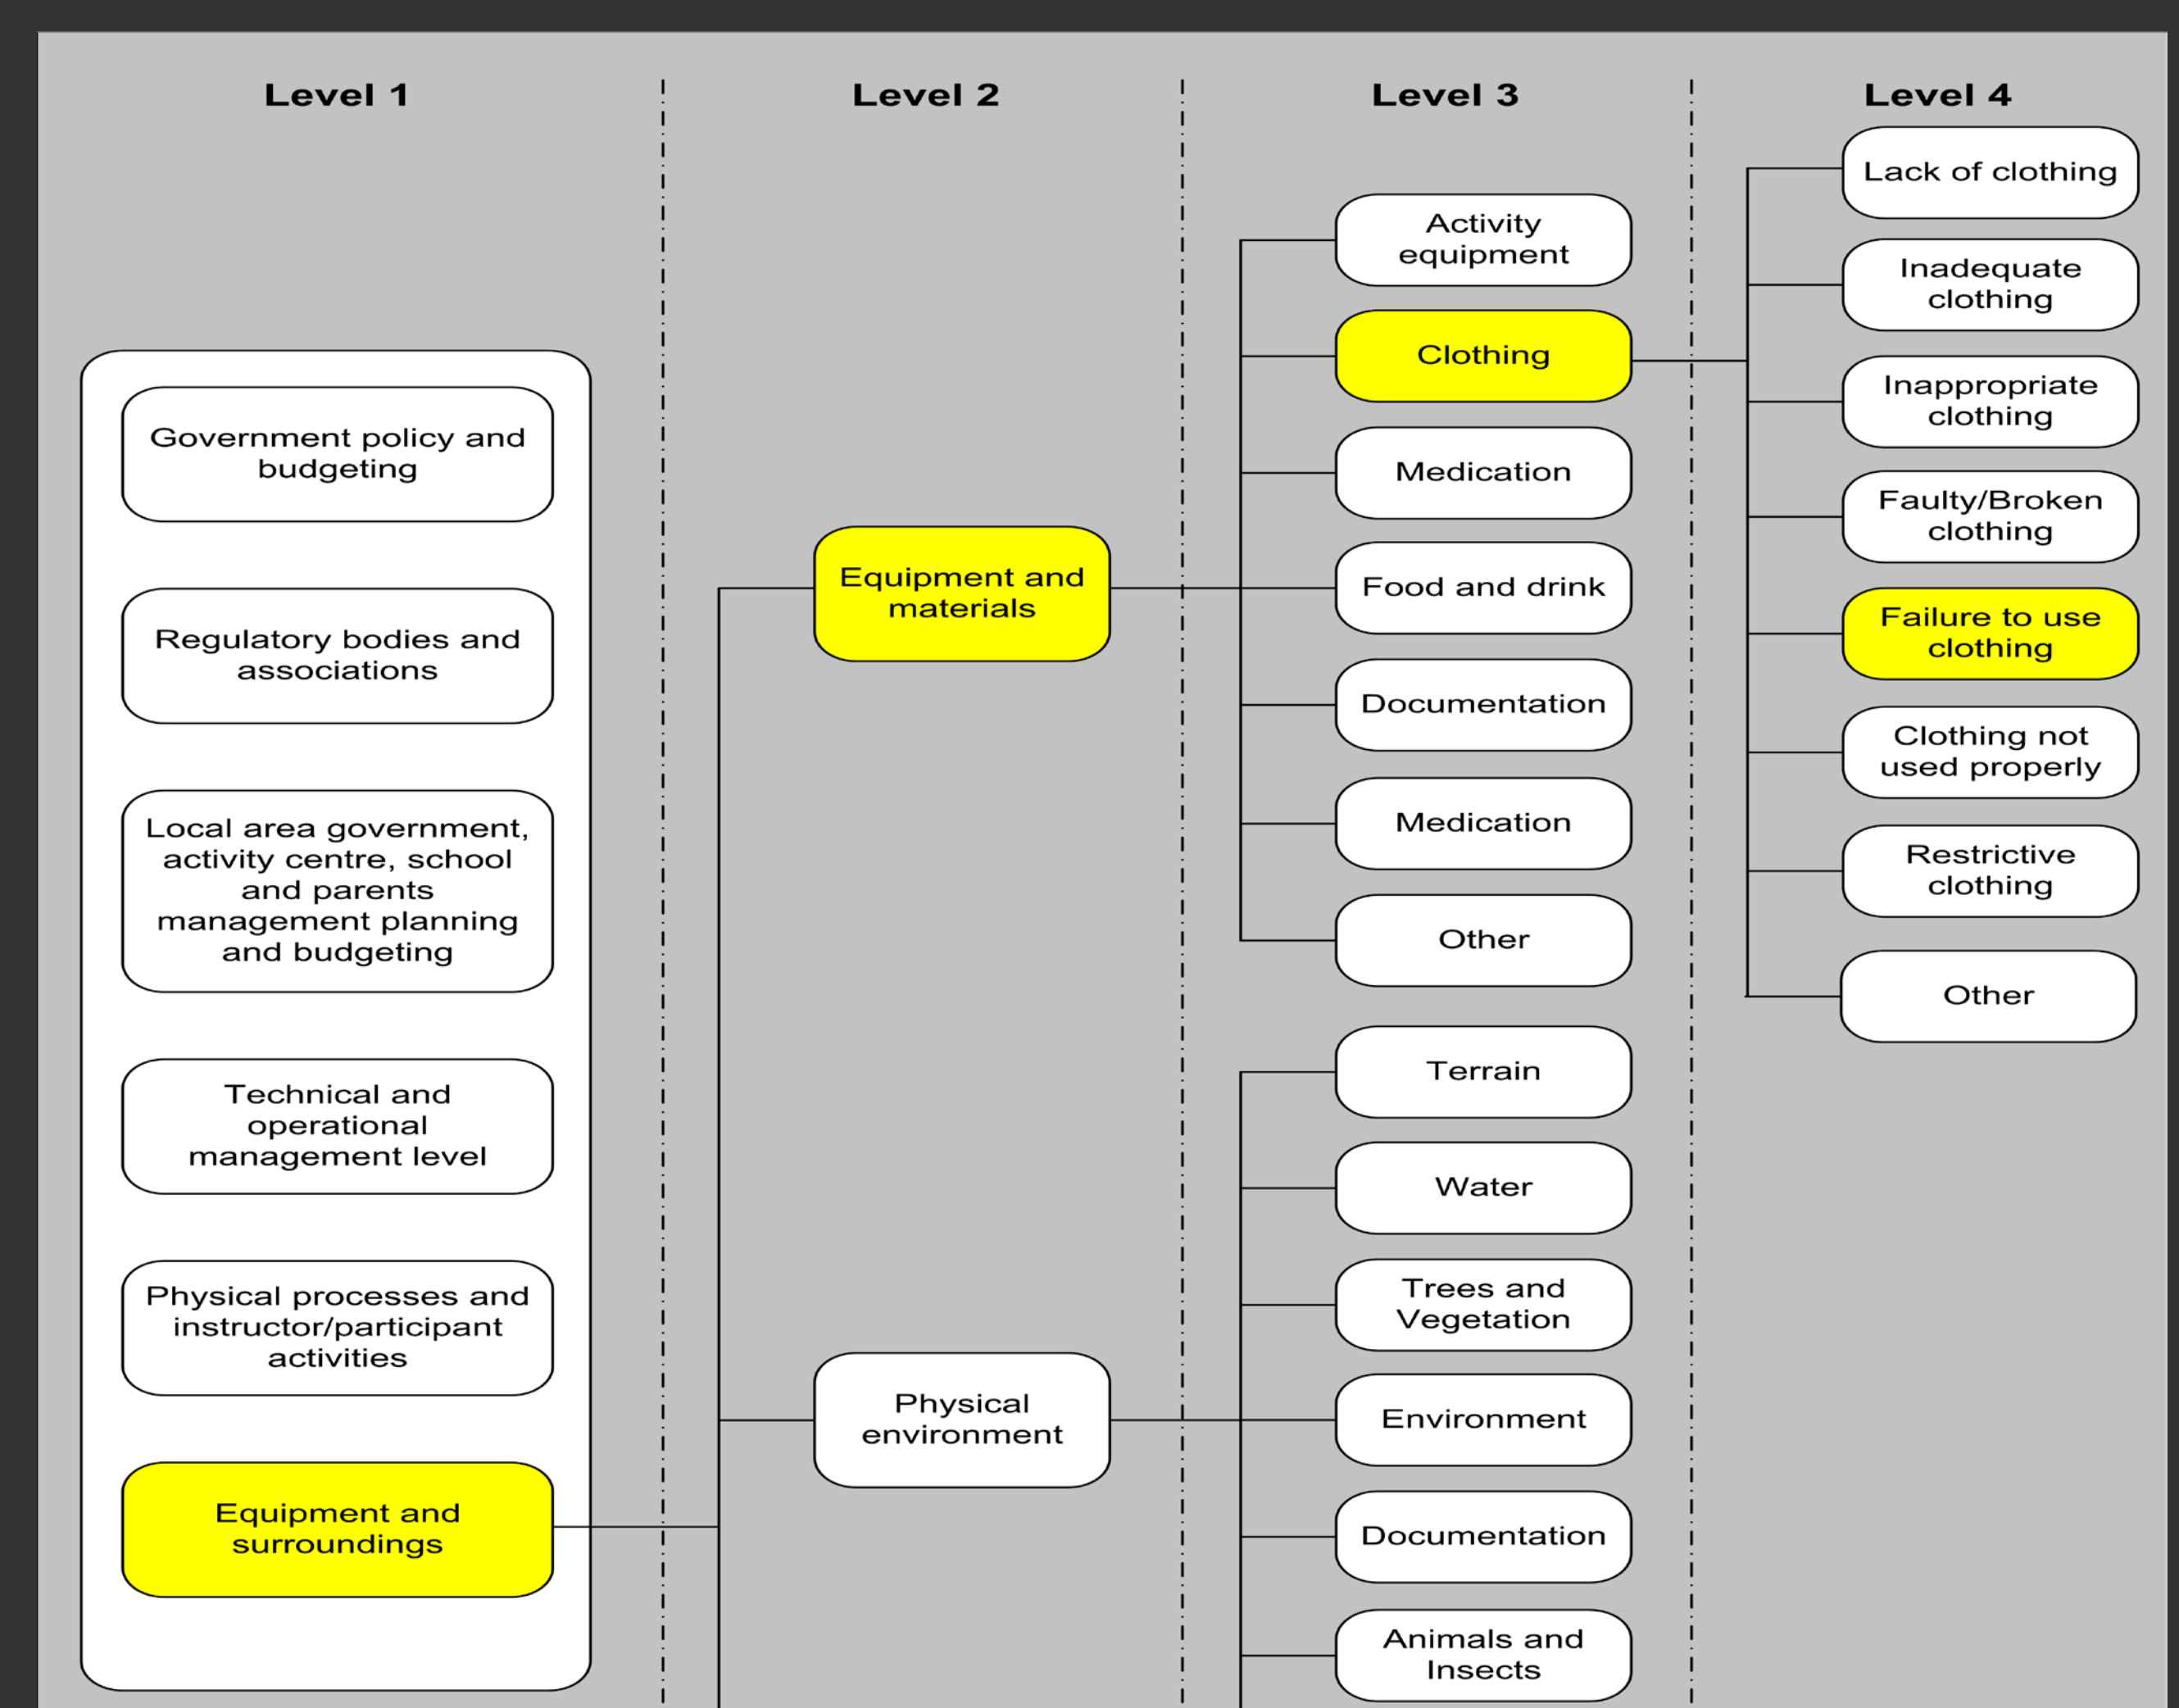 Level 1
Level 2
Level 3
Level 4
Government policy and
budgeting
Regulatory bodies and
associations
Local area government,
activity centre, school
and parents
management planning
and budgeting
Technical and
operational
management level
Physical processes and
instructor/participant
activities
Equipment and
surroundings
Equipment and
materials
Physical
environment
Activity
equipment
Clothing
Medication
Food and drink
Documentation
Medication
Other
Terrain
Water
Trees and
Vegetation
Environment
Documentation
Animals and
Insects
Lack of clothing
Inadequate
clothing
Inappropriate
clothing
Faulty/Broken
clothing
Failure to use
clothing
Clothing not
used properly
Restrictive
clothing
Other